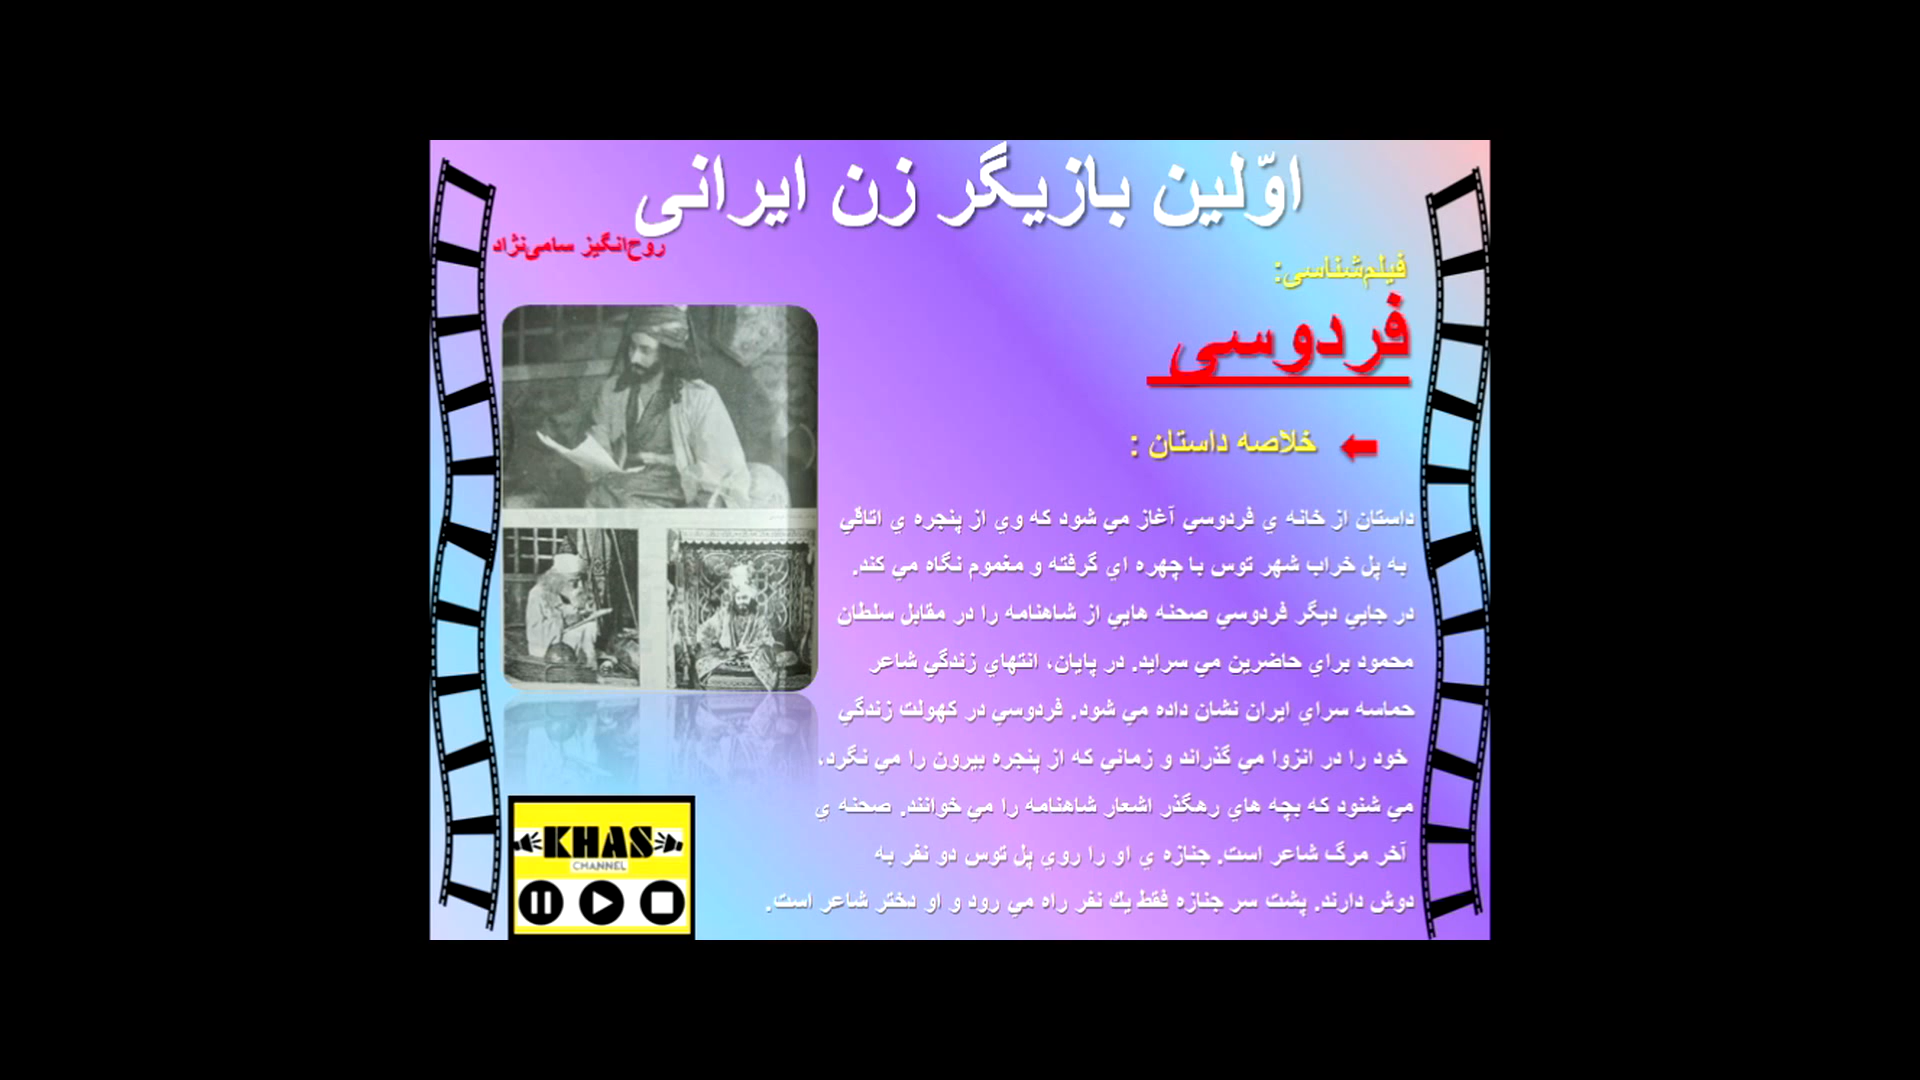 اوّلین بازیگر زن ایرانی
روح‌انگیز سامی‌نژاد
فیلم‌شناسی:
فردوسی
خلاصه داستان :
داستان از خانه ي فردوسي آغاز مي شود که وي از پنجره ي اتاقي
به پل خراب شهر توس با چهره اي گرفته و مغموم نگاه مي کند.
در جايي ديگر فردوسي صحنه هايي از شاهنامه را در مقابل سلطان
محمود براي حاضرين مي سرايد. در پايان، انتهاي زندگي شاعر
حماسه سراي ايران نشان داده مي شود. فردوسي در کهولت زندگي
خود را در انزوا مي گذراند و زماني که از پنجره بيرون را مي نگرد،
مي شنود که بچه هاي رهگذر اشعار شاهنامه را مي خوانند. صحنه ي
آخر مرگ شاعر است. جنازه ي او را روي پل توس دو نفر به
دوش دارند. پشت سر جنازه فقط يك نفر راه مي رود و او دختر شاعر است.
KHAS
CHANNEL